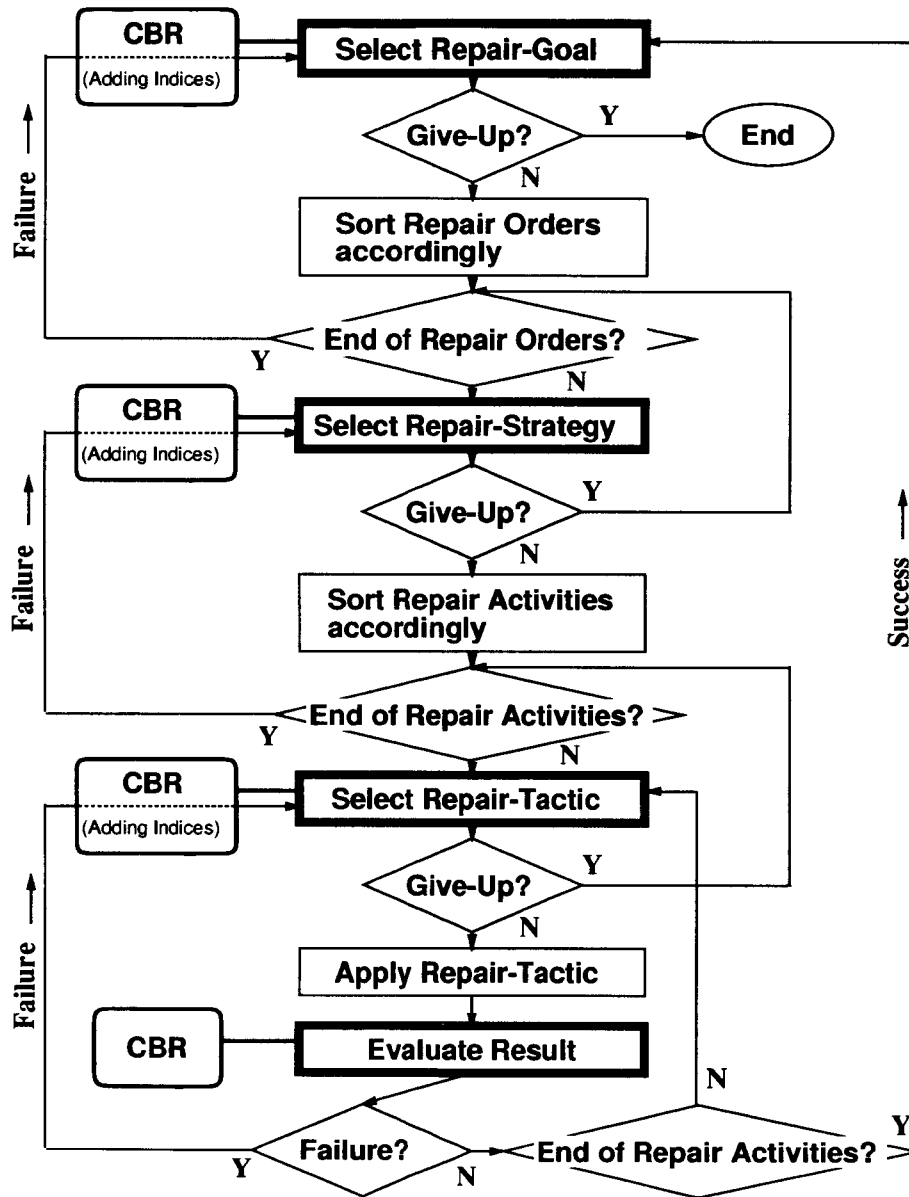 CBR
(Adding Indices)
Select Repair-Goal
Failure
Give-Up?
Y
End
N
Sort Repair Orders
accordingly
End of Repair Orders?
Y
N
CBR
(Adding Indices)
Select Repair-Strategy
Failure
Give-Up?
Y
N
Success
Sort Repair Activities
accordingly
End of Repair Activities?
Y
N
CBR
(Adding Indices)
Select Repair-Tactic
Failure
Give-Up?
Y
N
Apply Repair-Tactic
CBR
Evaluate Result
N
Failure?
Y
N
End of Repair Activities?
Y